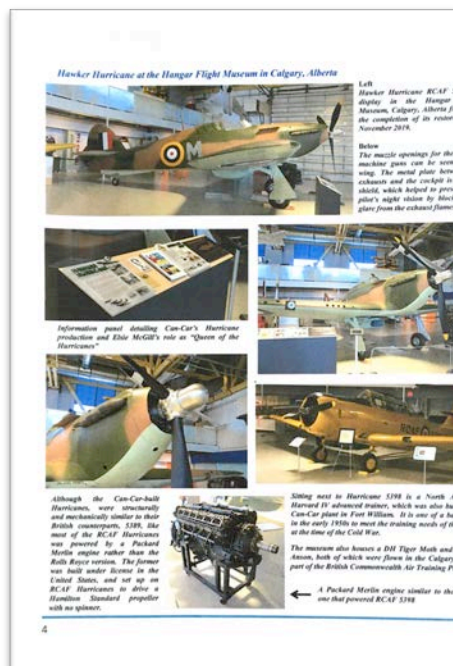 Hawker Hurricane at the Hangar Flight Museum in Calgary, Alberta
Left
Hawker Hurricane RCAF
display in the Hangar
Museum, Calgary, Alberta
the completion of its
November 2019.
Below
The muzzle openings for
machine guns can be seen
wing. The metal plate
exhausts and the cockpit is
shield, which helped to
pilot's night vision by
glare from the exhaust
M
Information panel detailing Can-Car's Hurricane
production and Elsie McGill's role as "Queen of the
Hurricanes"
RCAF
Although the Can-Car-built
Hurricanes, were structurally
and mechanically similar to their
British counterparts, 5389, like
most of the RCAF Hurricanes
was powered by a Packard
Merlin engine rather than the
Rolls Royce version. The former
was built under license in the
United States, and set up on
RCAF Hurricanes to drive a
Hamilton Standard propeller
with no spinner.
Sitting next to Hurricane 5398 is a North
Harvard IV advanced trainer, which was also
Can-Car plant in Fort William. It is one of a
in the early 1950s to meet the training needs of
at the time of the Cold War.
The museum also houses a DH Tiger Moth and
Anson, both of which were flown in the Calgary
part of the British Commonwealth Air Training
A Packard Merlin engine similar to the
one that powered RCAF 5398
4